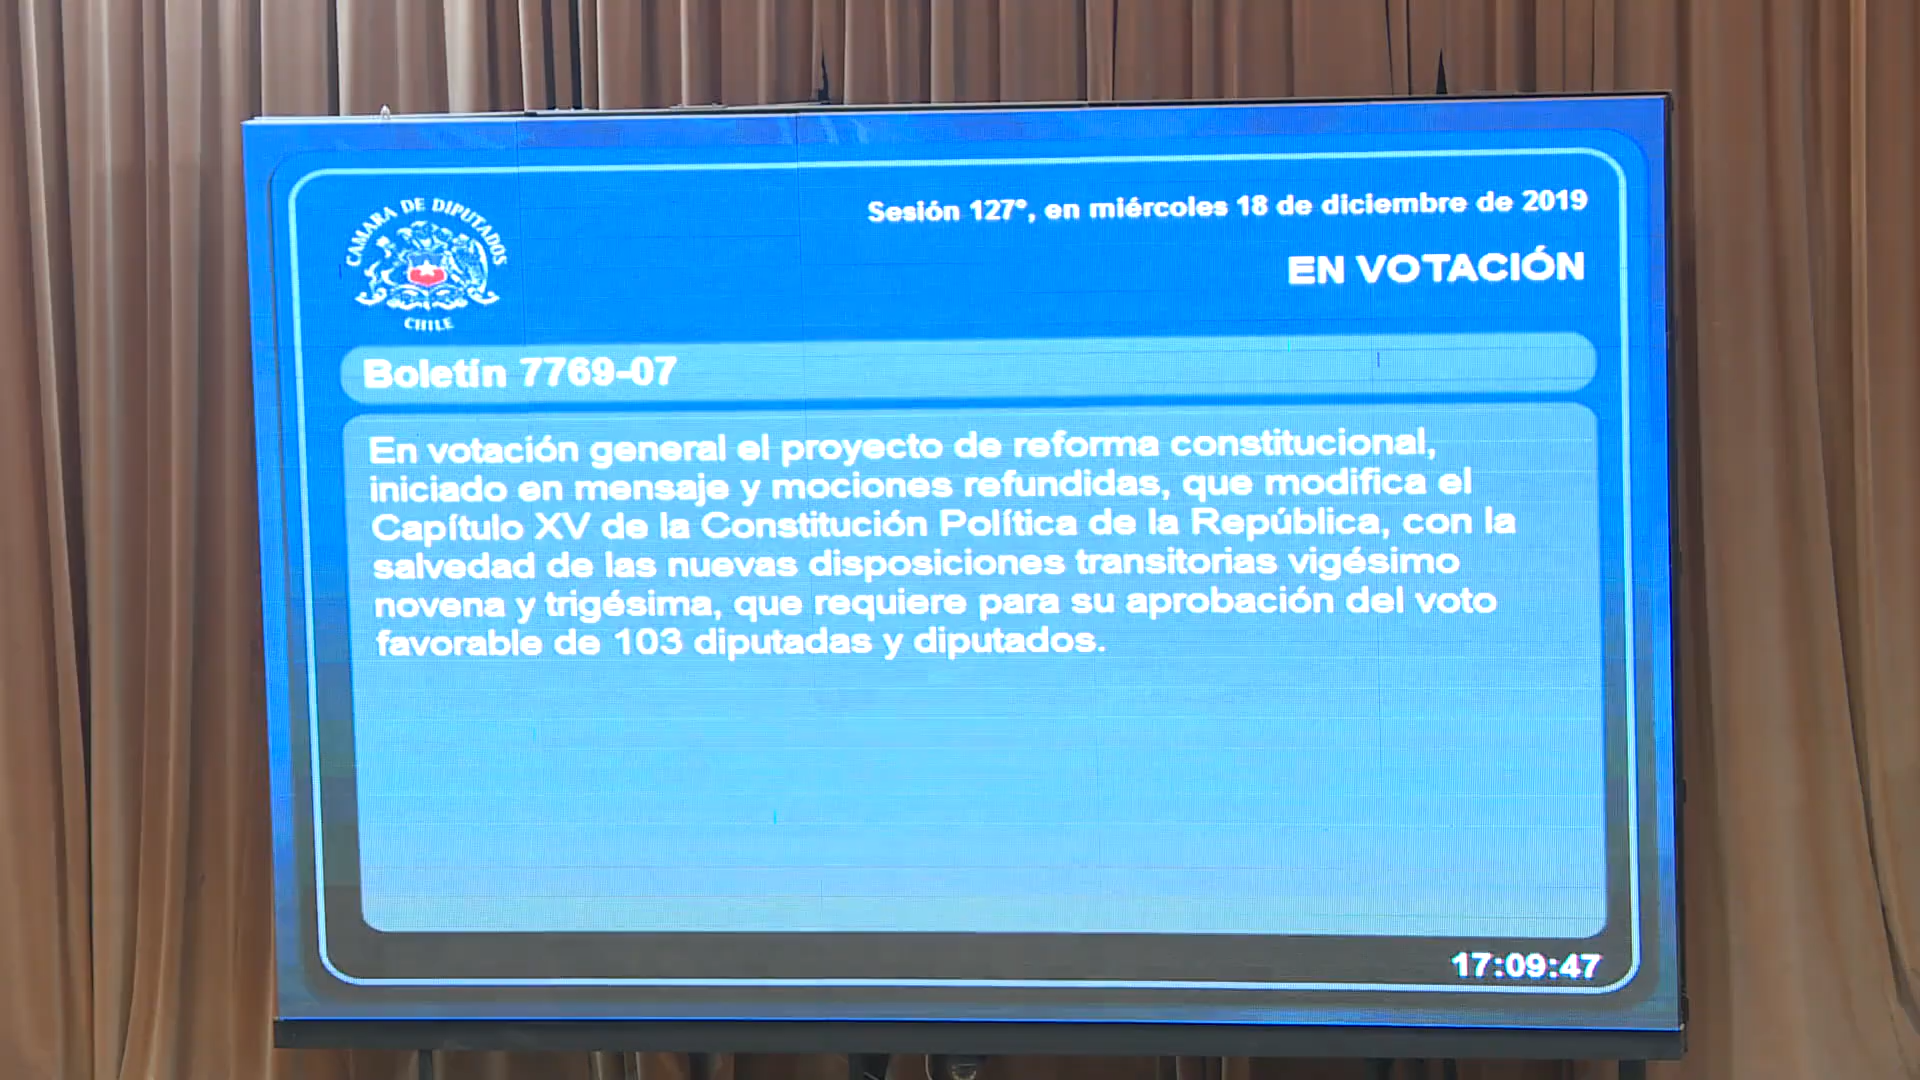 CAMARA DE DIPUTADOS
CHILE
Sesión 127º, en miércoles 18 de diciembre de 2019
EN VOTACIÓN
Boletín 7769-07
En votación general el proyecto de reforma constitucional,
iniciado en mensaje y mociones refundidas, que modifica el
Capítulo XV de la Constitución Política de la República, con la
salvedad de las nuevas disposiciones transitorias vigésimo
novena y trigésima, que requiere para su aprobación del voto
favorable de 103 diputadas y diputados.
17:09:47